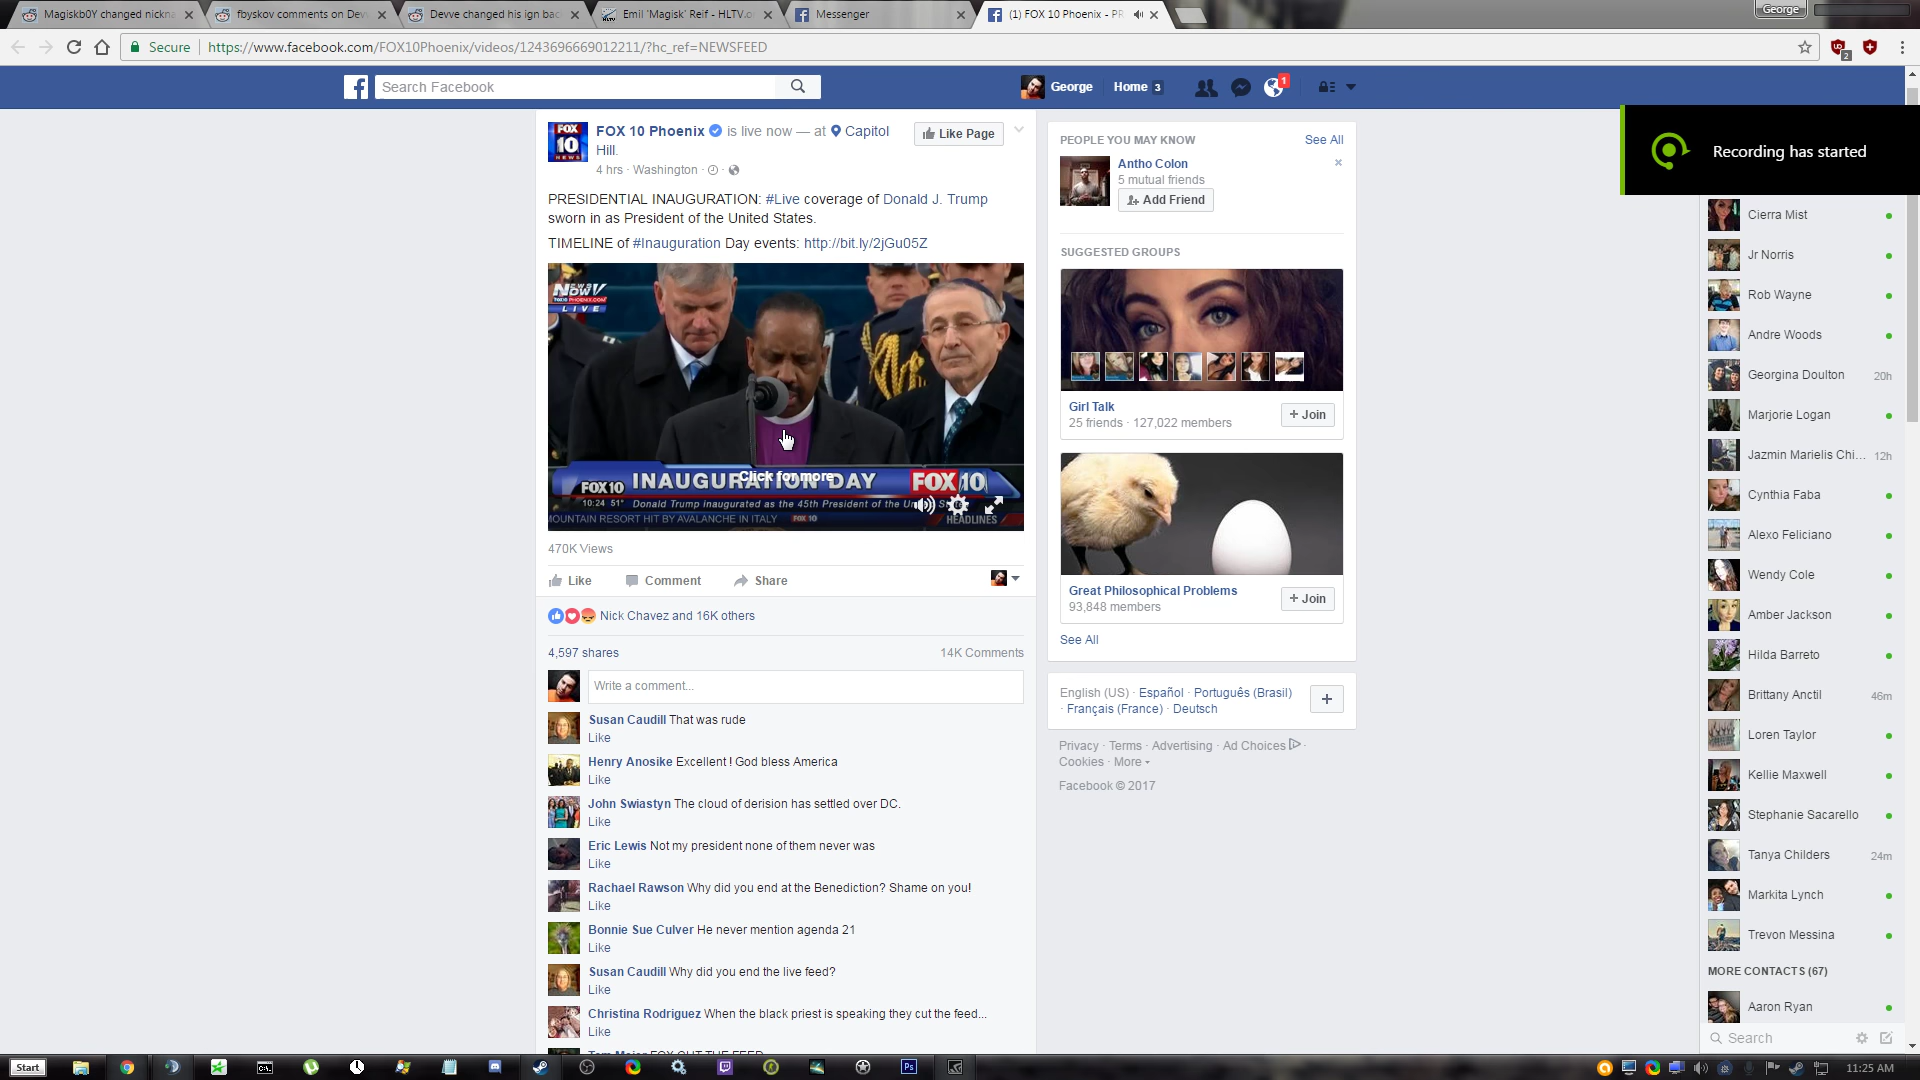 Magiskb0Y changed nickna
fbyskov comments on Dev
Devve changed his ign bac
Emil 'Magisk' Reif - HLTV.o
Messenger
(1) FOX 10 Phoenix - PR
George
Secure
https://www.facebook.com/FOX10Phoenix/videos/1243696669012211/?hc_ref=NEWSFEED
2
Search Facebook
George
Home 3
1
Recording has started
FOX 10 Phoenix is live now — at Capitol
Hill.
4 hrs · Washington ·
Like Page
PRESIDENTIAL INAUGURATION: #Live coverage of Donald J. Trump
sworn in as President of the United States.
TIMELINE of #Inauguration Day events: http://bit.ly/2jGu05Z
LIVE
Click for more
FOX 10 INAUGURATION DAY FOX 10
10:24 51° Donald Trump inaugurated as the 45th President of the
MOUNTAIN RESORT HIT BY AVALANCHE IN ITALY FOX 10 HEADLINES
470K Views
Like Comment Share
Nick Chavez and 16K others
4,597 shares
14K Comments
Write a comment...
Susan Caudill That was rude
Like
Henry Anosike Excellent ! God bless America
Like
John Swiastyn The cloud of derision has settled over DC.
Like
Eric Lewis Not my president none of them never was
Like
Rachael Rawson Why did you end at the Benediction? Shame on you!
Like
Bonnie Sue Culver He never mention agenda 21
Like
Susan Caudill Why did you end the live feed?
Like
Christina Rodriguez When the black priest is speaking they cut the feed...
Like
PEOPLE YOU MAY KNOW
See All
Antho Colon
5 mutual friends
Add Friend
SUGGESTED GROUPS
Girl Talk
25 friends · 127,022 members
+ Join
Great Philosophical Problems
93,848 members
+ Join
See All
English (US) · Español · Português (Brasil)
· Français (France) · Deutsch
+
Privacy · Terms · Advertising · Ad Choices ·
Cookies · More
Facebook © 2017
Cierra Mist
Jr Norris
Rob Wayne
Andre Woods
Georgina Doulton 20h
Marjorie Logan
Jazmin Marielis Chi... 12h
Cynthia Faba
Alexo Feliciano
Wendy Cole
Amber Jackson
Hilda Barreto
Brittany Anctil 46m
Loren Taylor
Kellie Maxwell
Stephanie Sacarello
Tanya Childers 24m
Markita Lynch
Trevon Messina
MORE CONTACTS (67)
Aaron Ryan
Search
Start
Ps
11:25 AM